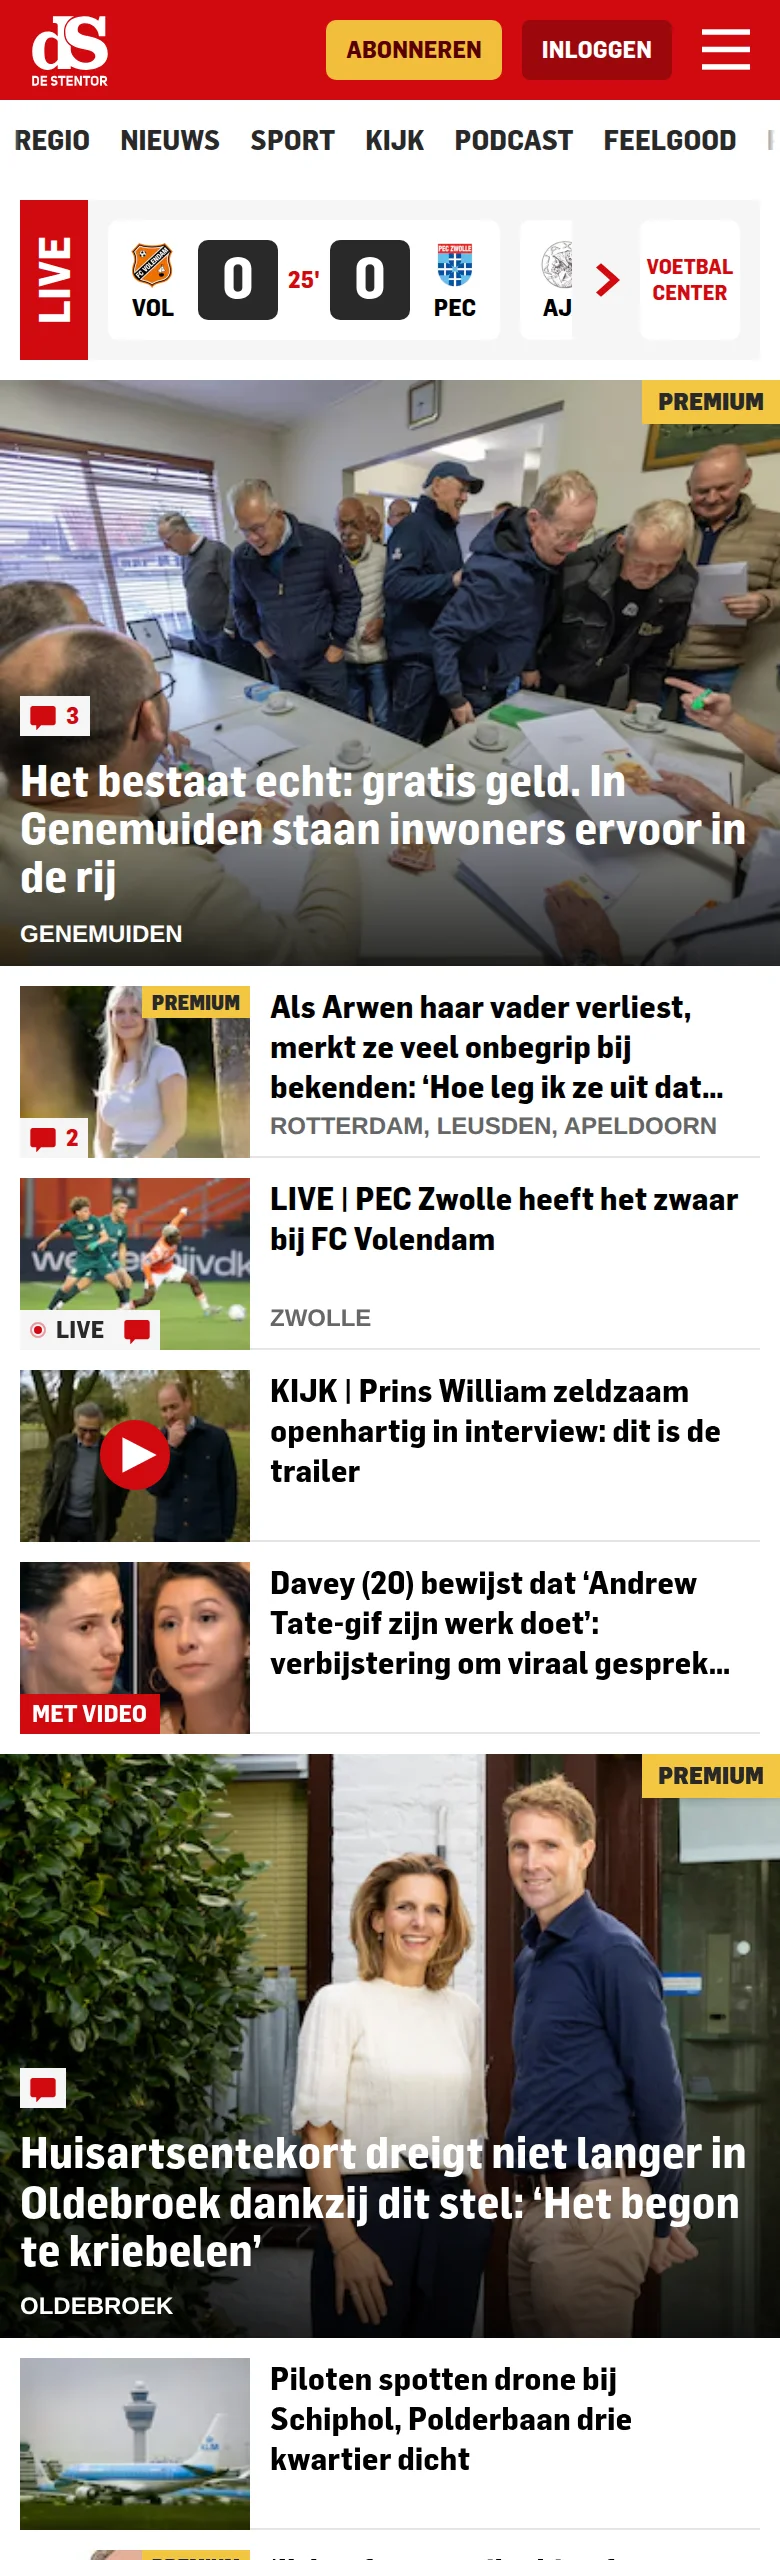 dS
DE STENTOR
ABONNEREN
INLOGGEN
REGIO NIEUWS SPORT KIJK PODCAST FEELGOOD
LIVE
FC VOLENDAM
VOL
0
25'
0
PEC ZWOLLE
PEC
AJ
VOETBAL
CENTER
PREMIUM
3
Het bestaat echt: gratis geld. In
Genemuiden staan inwoners ervoor in
de rij
GENEMUIDEN
PREMIUM
2
Als Arwen haar vader verliest,
merkt ze veel onbegrip bij
bekenden: ‘Hoe leg ik ze uit dat...
ROTTERDAM, LEUSDEN, APELDOORN
LIVE
LIVE | PEC Zwolle heeft het zwaar
bij FC Volendam
ZWOLLE
KIJK | Prins William zeldzaam
openhartig in interview: dit is de
trailer
MET VIDEO
Davey (20) bewijst dat ‘Andrew
Tate-gif zijn werk doet’:
verbijstering om viraal gesprek...
PREMIUM
Huisartsentekort dreigt niet langer in
Oldebroek dankzij dit stel: ‘Het begon
te kriebelen’
OLDEBROEK
KLM
Piloten spotten drone bij
Schiphol, Polderbaan drie
kwartier dicht